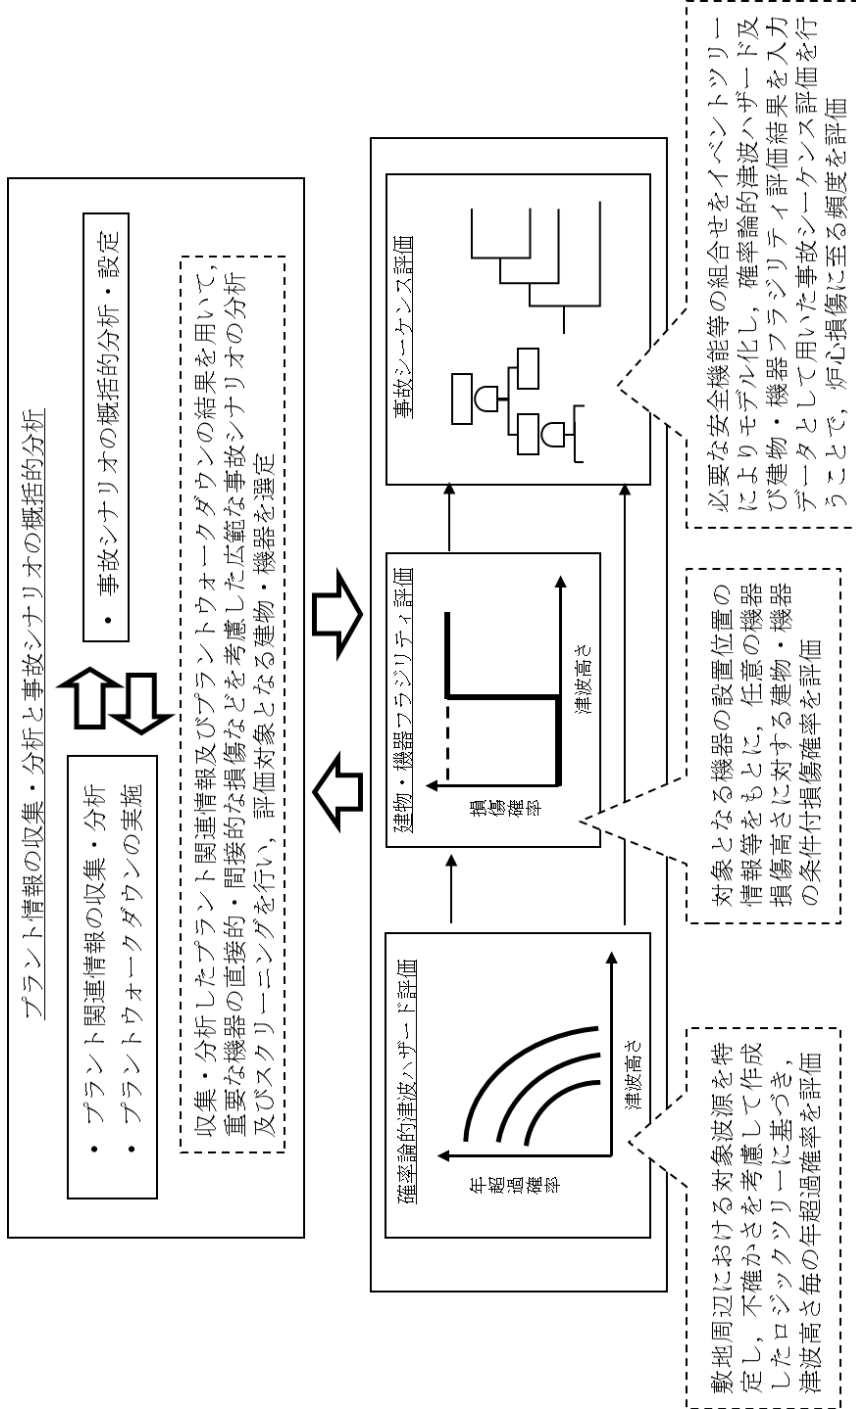 プラント情報の収集・分析と事故シナリオの概括的分析
・ プラント関連情報の収集・分析
・ プラントウォークダウンの実施
・ 事故シナリオの概括的分析・設定
収集・分析したプラント関連情報及びプラントウォークダウンの結果を用いて,
重要な機器の直接的・間接的な損傷などを考慮した広範な事故シナリオの分析
及びスクリーニングを行い, 評価対象となる建物・機器を選定
確率論的津波ハザード評価
年超過確率
津波高さ
建物・機器フラジリティ評価
損傷確率
津波高さ
事故シーケンス評価
敷地周辺における対象波源を特
定し, 不確かさを考慮して作成
したロジックツリーに基づき,
津波高さ毎の年超過確率を評価
対象となる機器の設置位置の
情報等をもとに, 任意の機器
損傷高さに対する建物・機器
の条件付損傷確率を評価
必要な安全機能等の組合せをイベントツリー
によりモデル化し, 確率論的津波ハザード及
び建物・機器フラジリティ評価結果を入力
データとして用いた事故シーケンス評価を行
うことで, 炉心損傷に至る頻度を評価